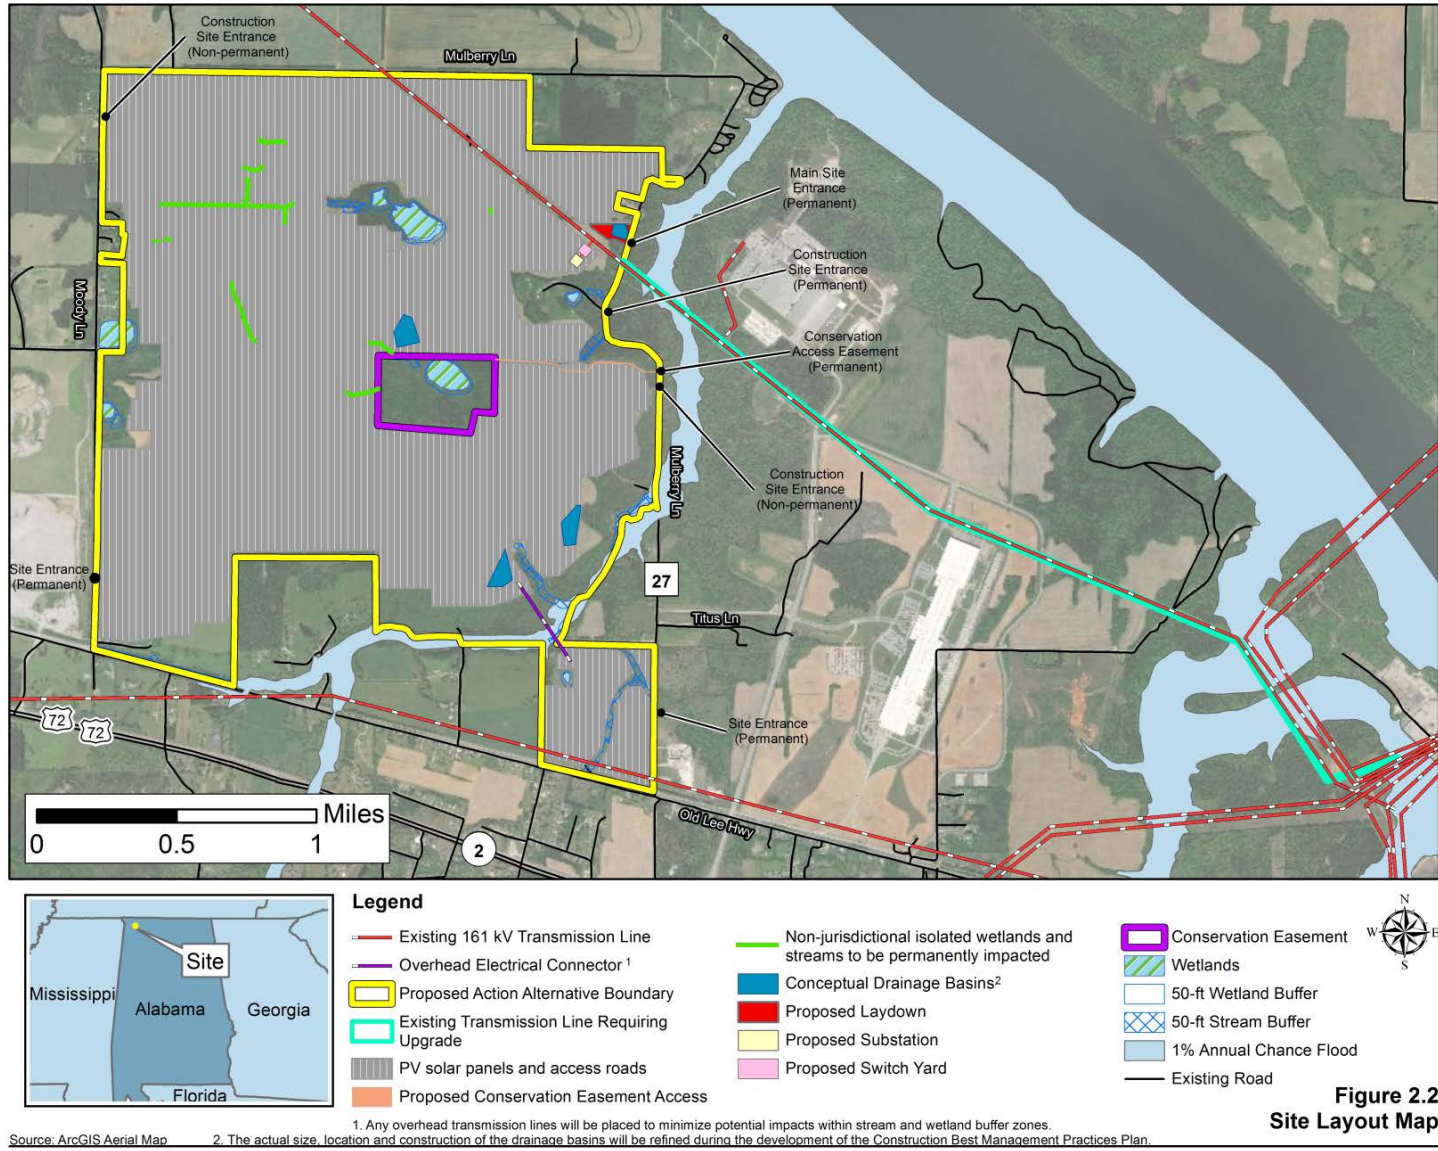 Construction
Site Entrance
(Non-permanent)
Mulberry Ln
Main Site
Entrance
(Permanent)
Construction
Site Entrance
(Permanent)
Moody Ln
Conservation
Access Easement
(Permanent)
Mulberry Ln
Construction
Site Entrance
(Non-permanent)
Site Entrance
(Permanent)
27
Titus Ln
72
72
Site Entrance
(Permanent)
Miles
0 0.5 1
2
Old Lee Hwy
Site
Mississippi
Alabama
Georgia
Florida
Legend
Existing 161 kV Transmission Line
Overhead Electrical Connector 1
Proposed Action Alternative Boundary
Existing Transmission Line Requiring
Upgrade
PV solar panels and access roads
Proposed Conservation Easement Access
Non-jurisdictional isolated wetlands and
streams to be permanently impacted
Conceptual Drainage Basins2
Proposed Laydown
Proposed Substation
Proposed Switch Yard
Conservation Easement
Wetlands
50-ft Wetland Buffer
50-ft Stream Buffer
1% Annual Chance Flood
Existing Road
N
W E
S
Figure 2.2
Site Layout Map
1. Any overhead transmission lines will be placed to minimize potential impacts within stream and wetland buffer zones.
Source: ArcGIS Aerial Map
2. The actual size, location and construction of the drainage basins will be refined during the development of the Construction Best Management Practices Plan.